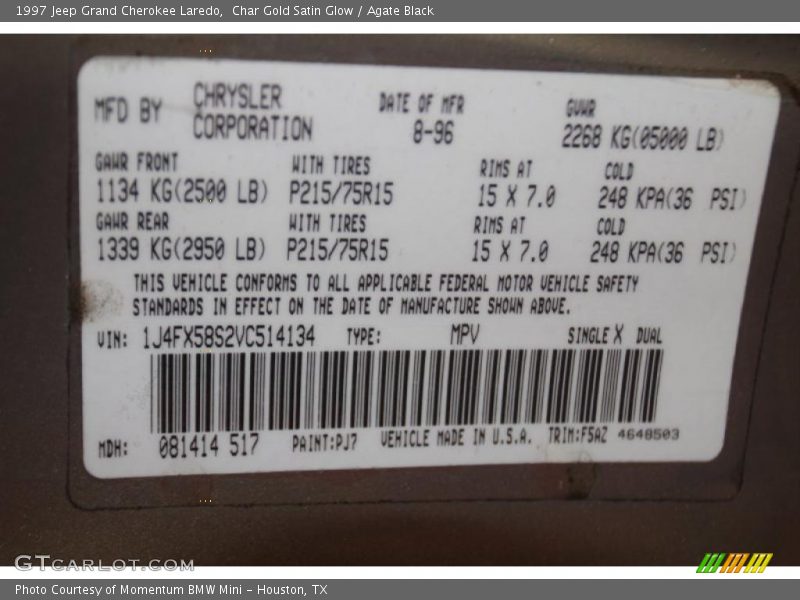 1997 Jeep Grand Cherokee Laredo,  Char Gold Satin Glow / Agate Black
MFD BY CHRYSLER CORPORATION DATE OF MFR 8-96 GVWR 2268 KG(05000 LB)
GAWR FRONT WITH TIRES RIMS AT COLD
1134 KG(2500 LB) P215/75R15 15 X 7.0 248 KPA(36 PSI)
GAWR REAR WITH TIRES RIMS AT COLD
1339 KG(2950 LB) P215/75R15 15 X 7.0 248 KPA(36 PSI)
THIS VEHICLE CONFORMS TO ALL APPLICABLE FEDERAL MOTOR VEHICLE SAFETY
STANDARDS IN EFFECT ON THE DATE OF MANUFACTURE SHOWN ABOVE.
VIN: 1J4FX58S2VC514134 TYPE: MPV SINGLE X DUAL
MDH: 081414 517 PAINT:PJ7 VEHICLE MADE IN U.S.A. TRIM:F5AZ 4648503
GTCARLOT.COM
Photo Courtesy of Momentum BMW Mini - Houston, TX